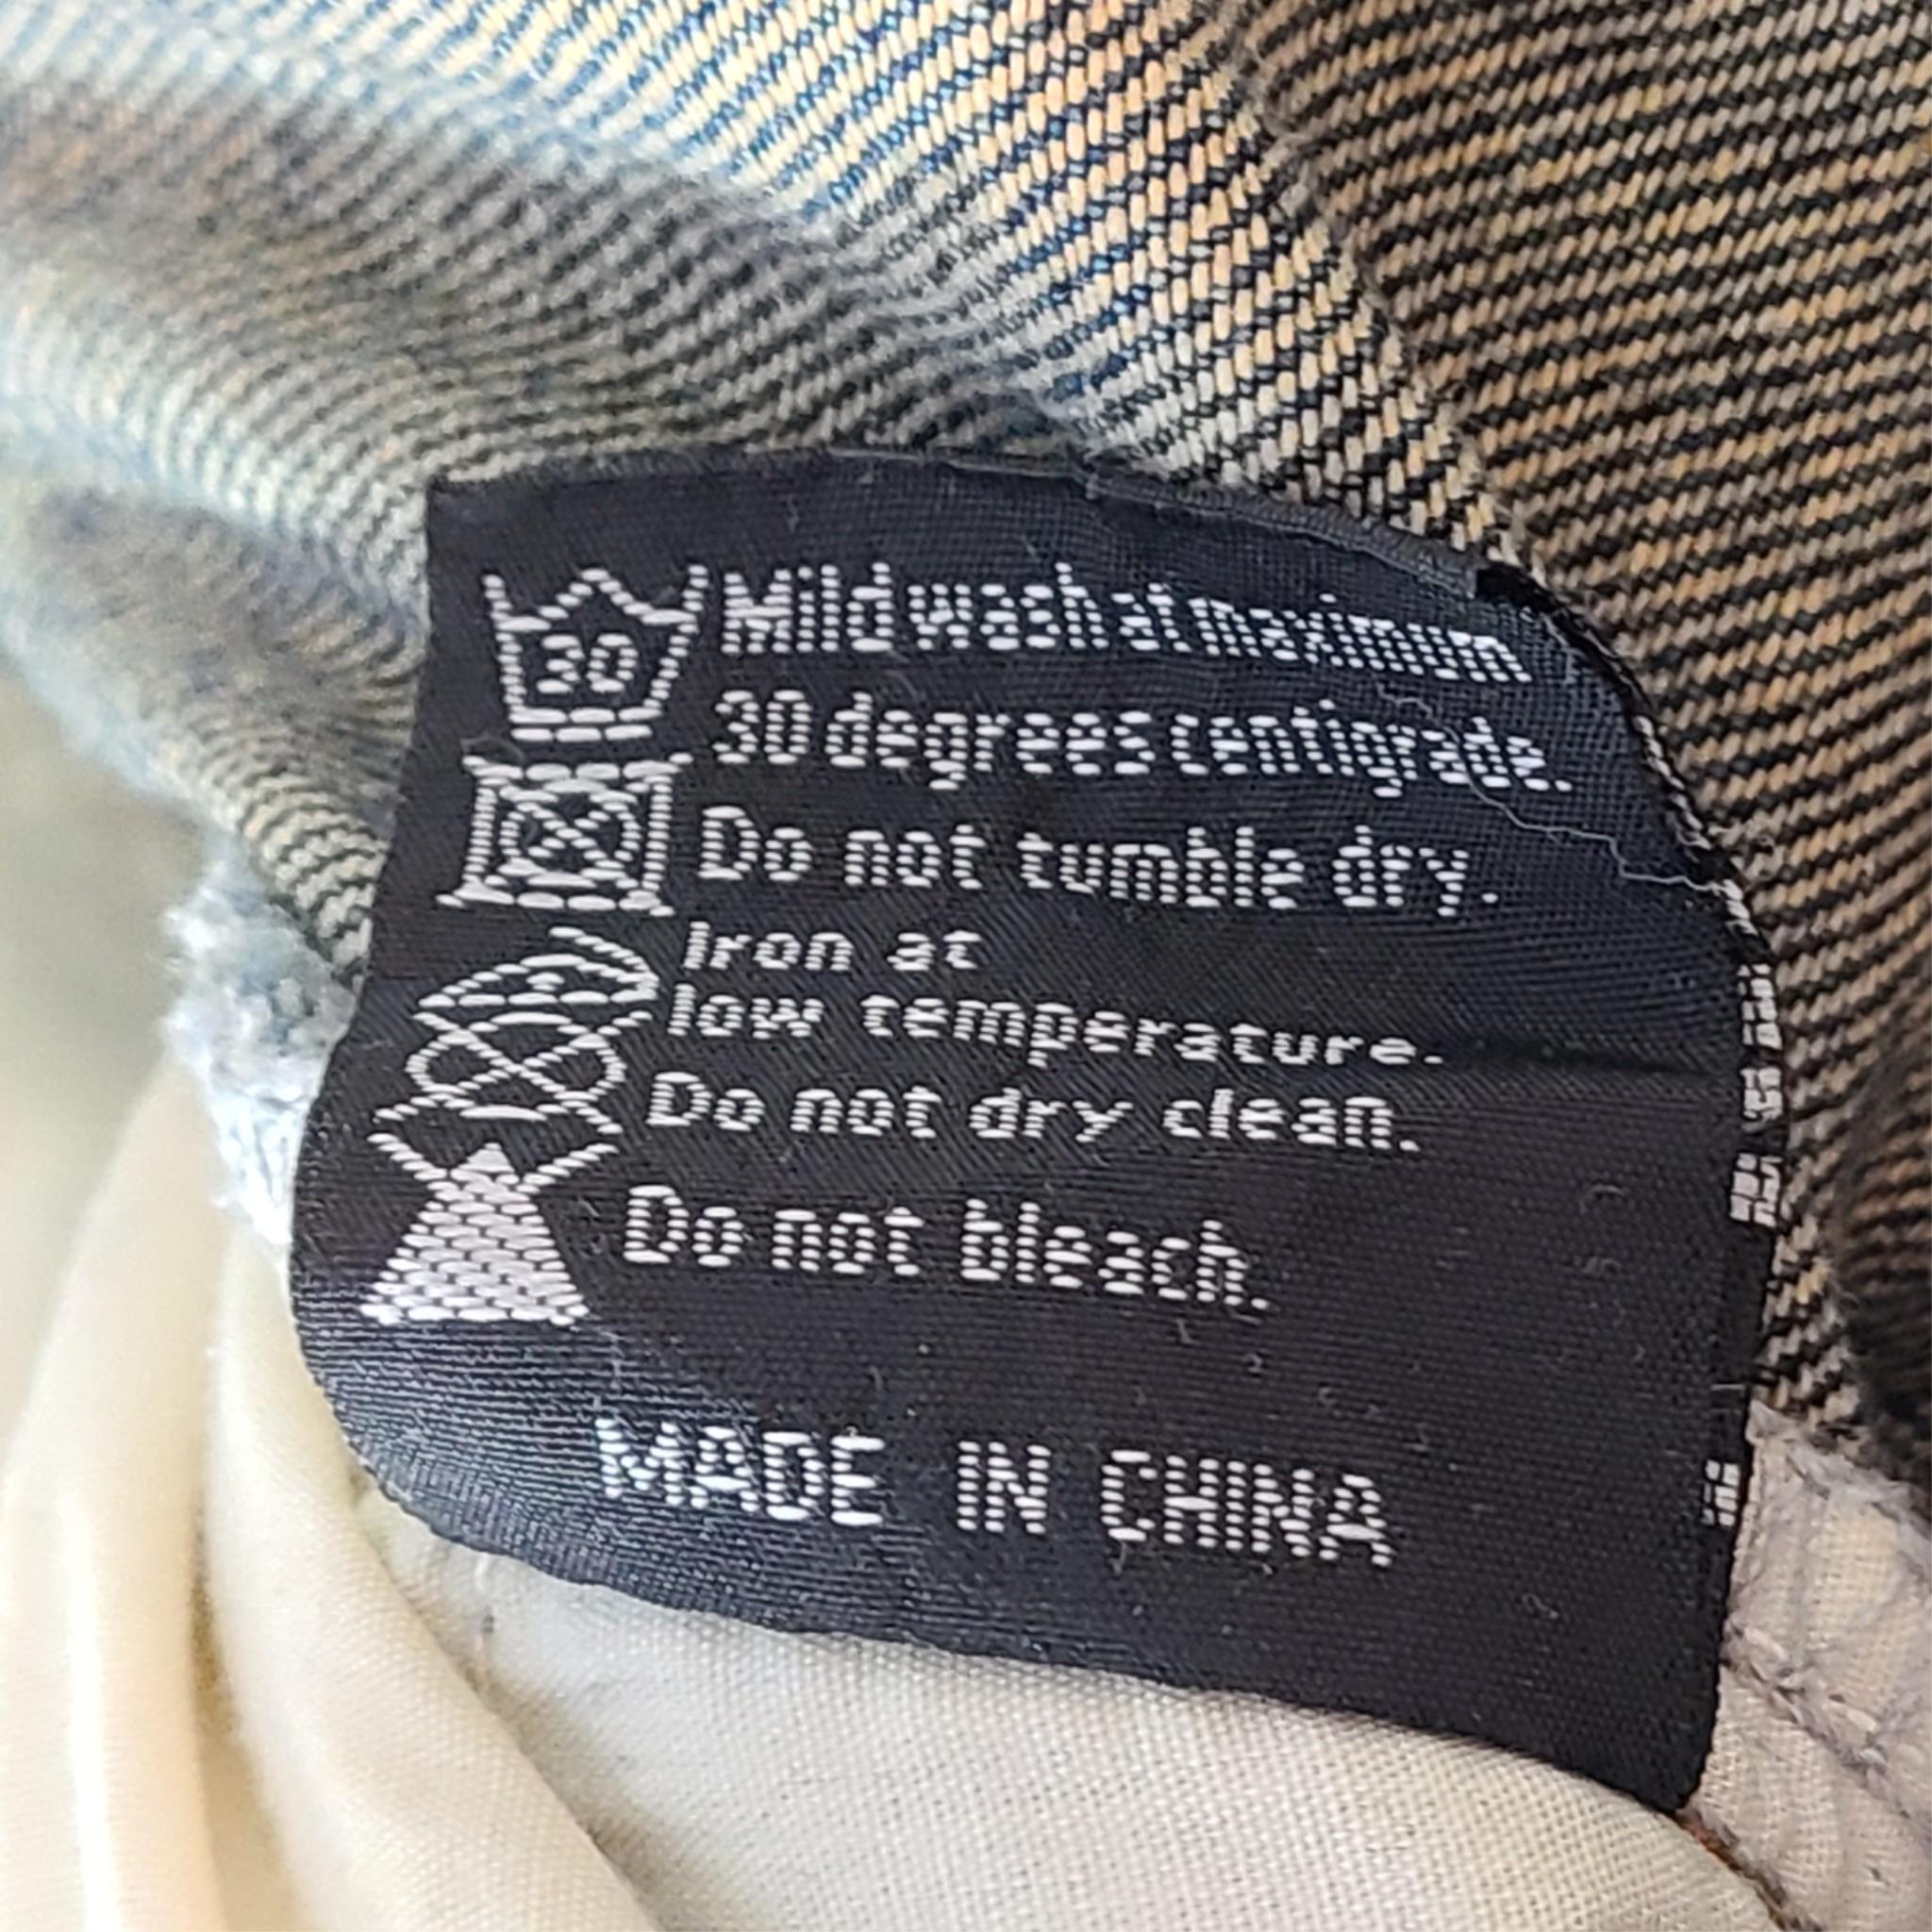 30 Mild wash at maximum
30 degrees centigrade.
Do not tumble dry.
Iron at
low temperature.
Do not dry clean.
Do not bleach.
MADE IN CHINA